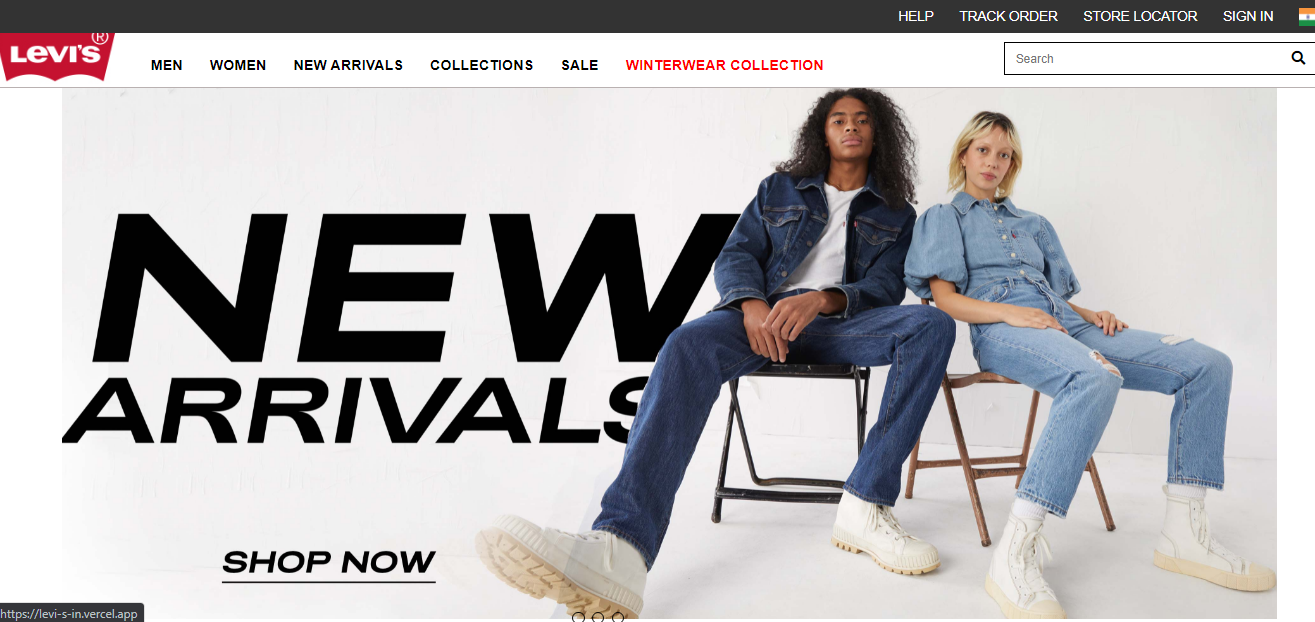 HELP TRACK ORDER STORE LOCATOR SIGN IN
LEVI'S®
MEN WOMEN NEW ARRIVALS COLLECTIONS SALE WINTERWEAR COLLECTION
Search
NEW
ARRIVALS
SHOP NOW
https://levi-s-in.vercel.app